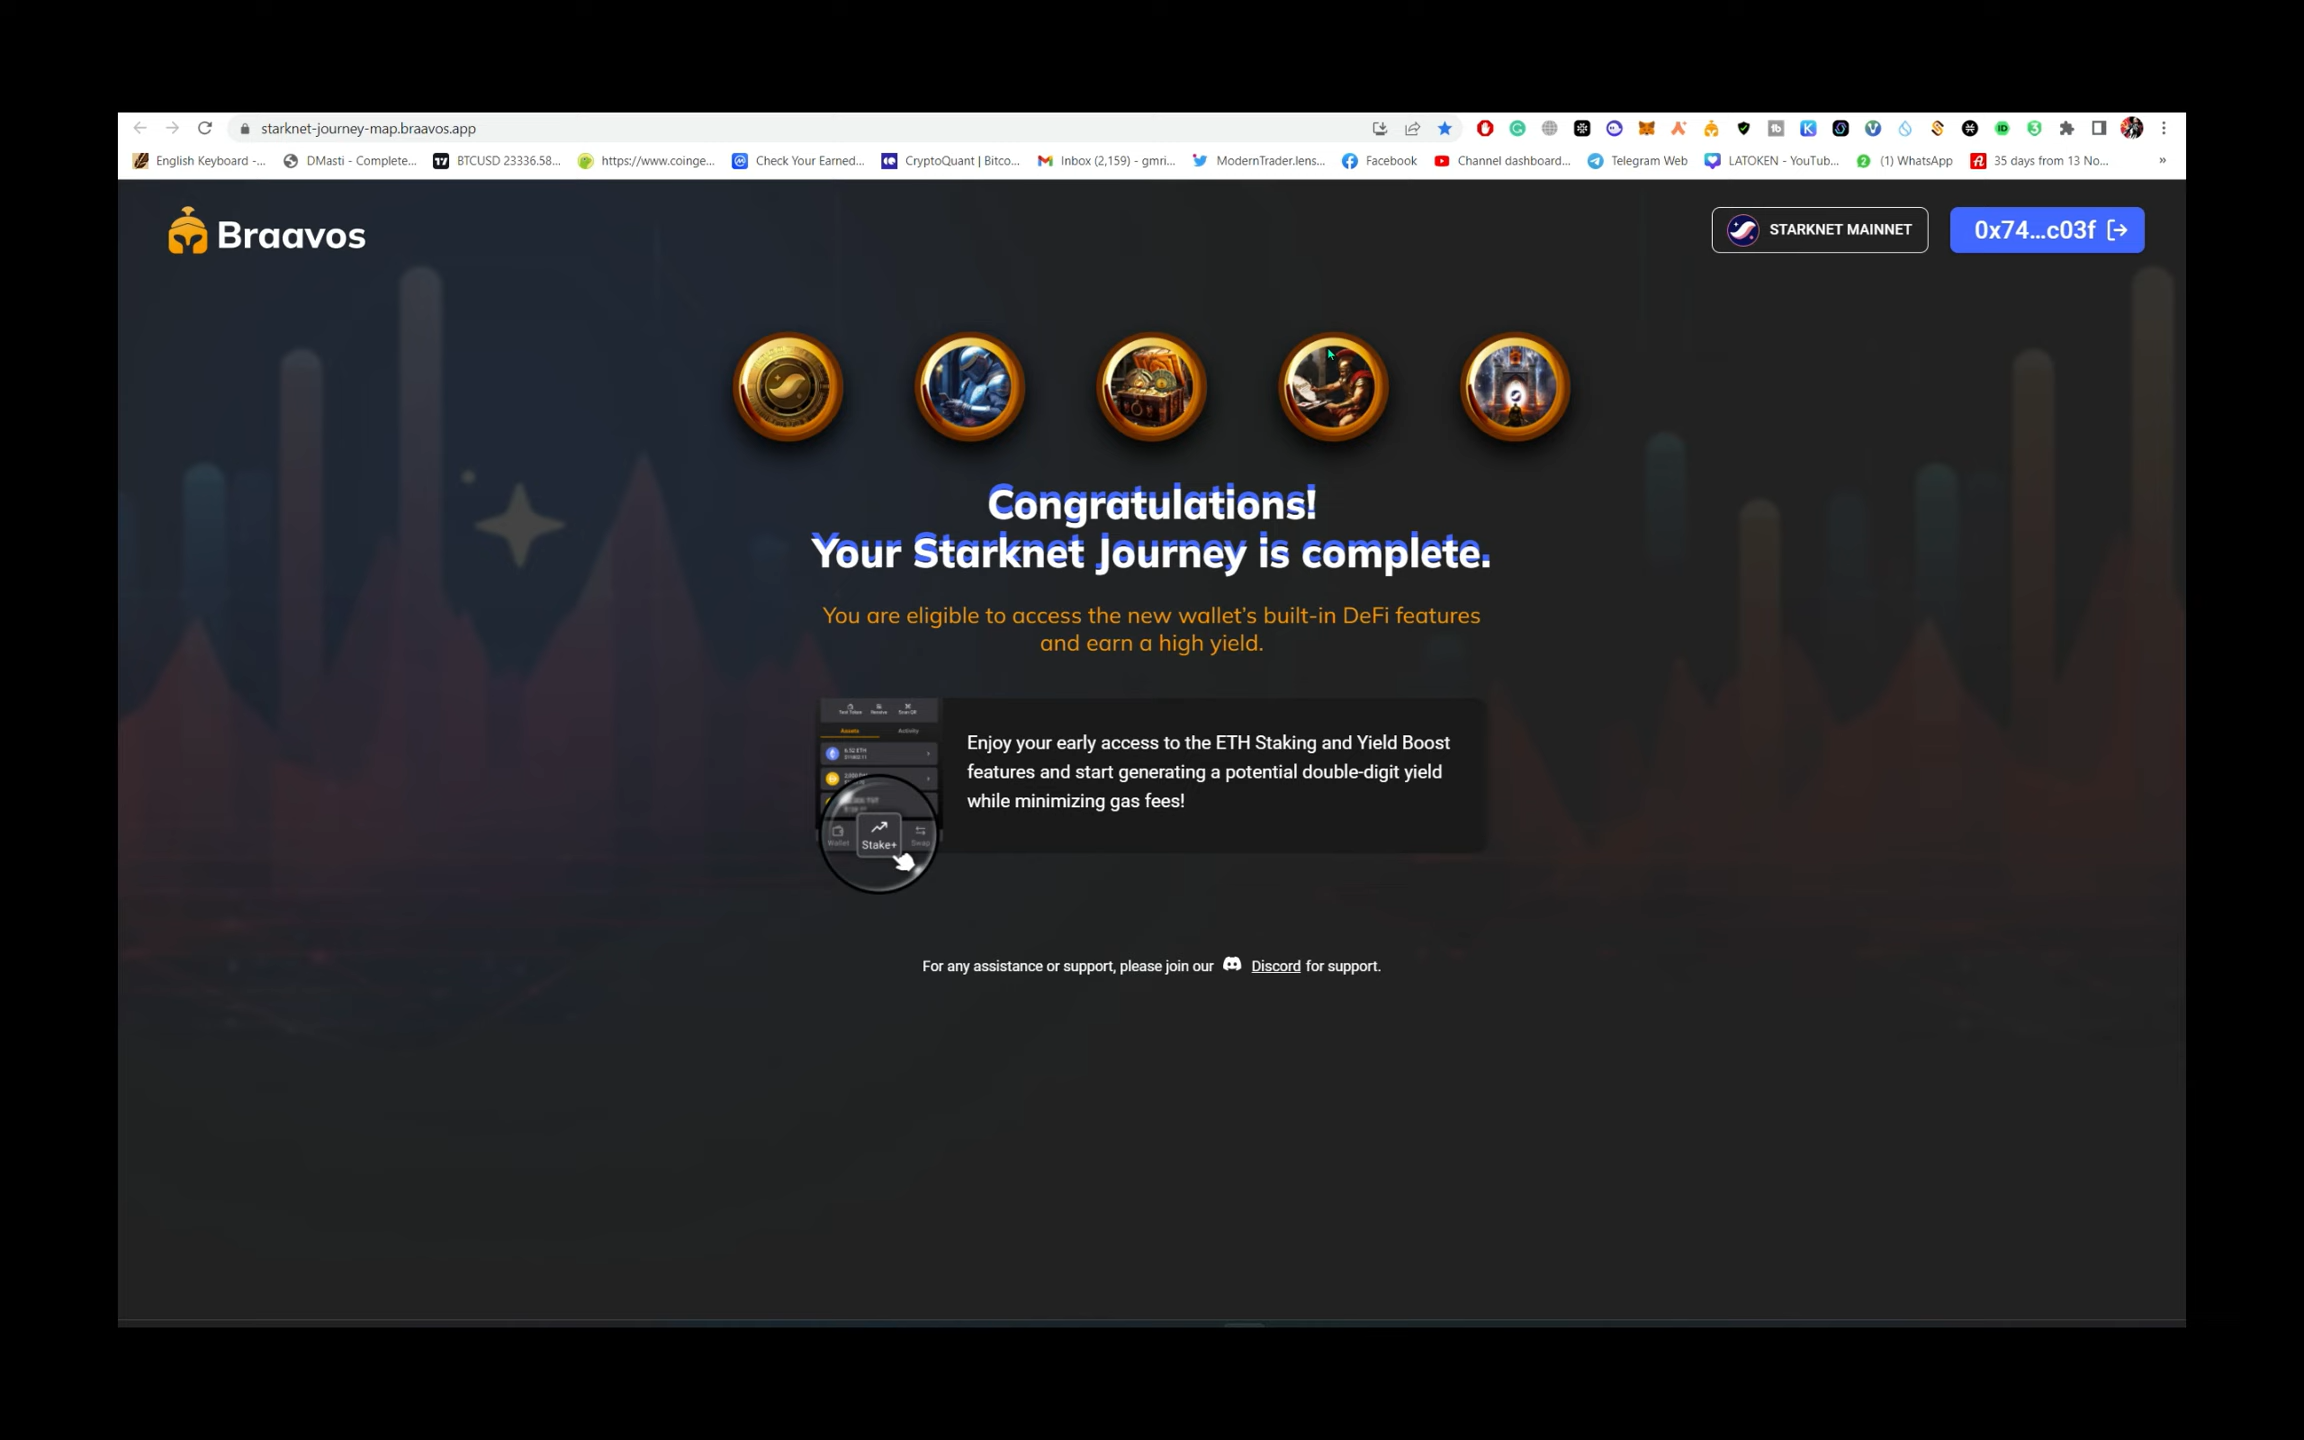 starknet-journey-map.braavos.app
English Keyboard -... DMasti - Complete... BTCUSD 23336.58... https://www.coinge... Check Your Earned... CryptoQuant | Bitco... Inbox (2,159) - gmri... ModernTrader.lens... Facebook Channel dashboard... Telegram Web LATOKEN - YouTub... (1) WhatsApp 35 days from 13 No... »
Braavos
STARKNET MAINNET
0x74...c03f
Congratulations!
Your Starknet Journey is complete.
You are eligible to access the new wallet's built-in DeFi features
and earn a high yield.
Assets Activity
Wallet Stake+ Swap
Enjoy your early access to the ETH Staking and Yield Boost
features and start generating a potential double-digit yield
while minimizing gas fees!
For any assistance or support, please join our Discord for support.